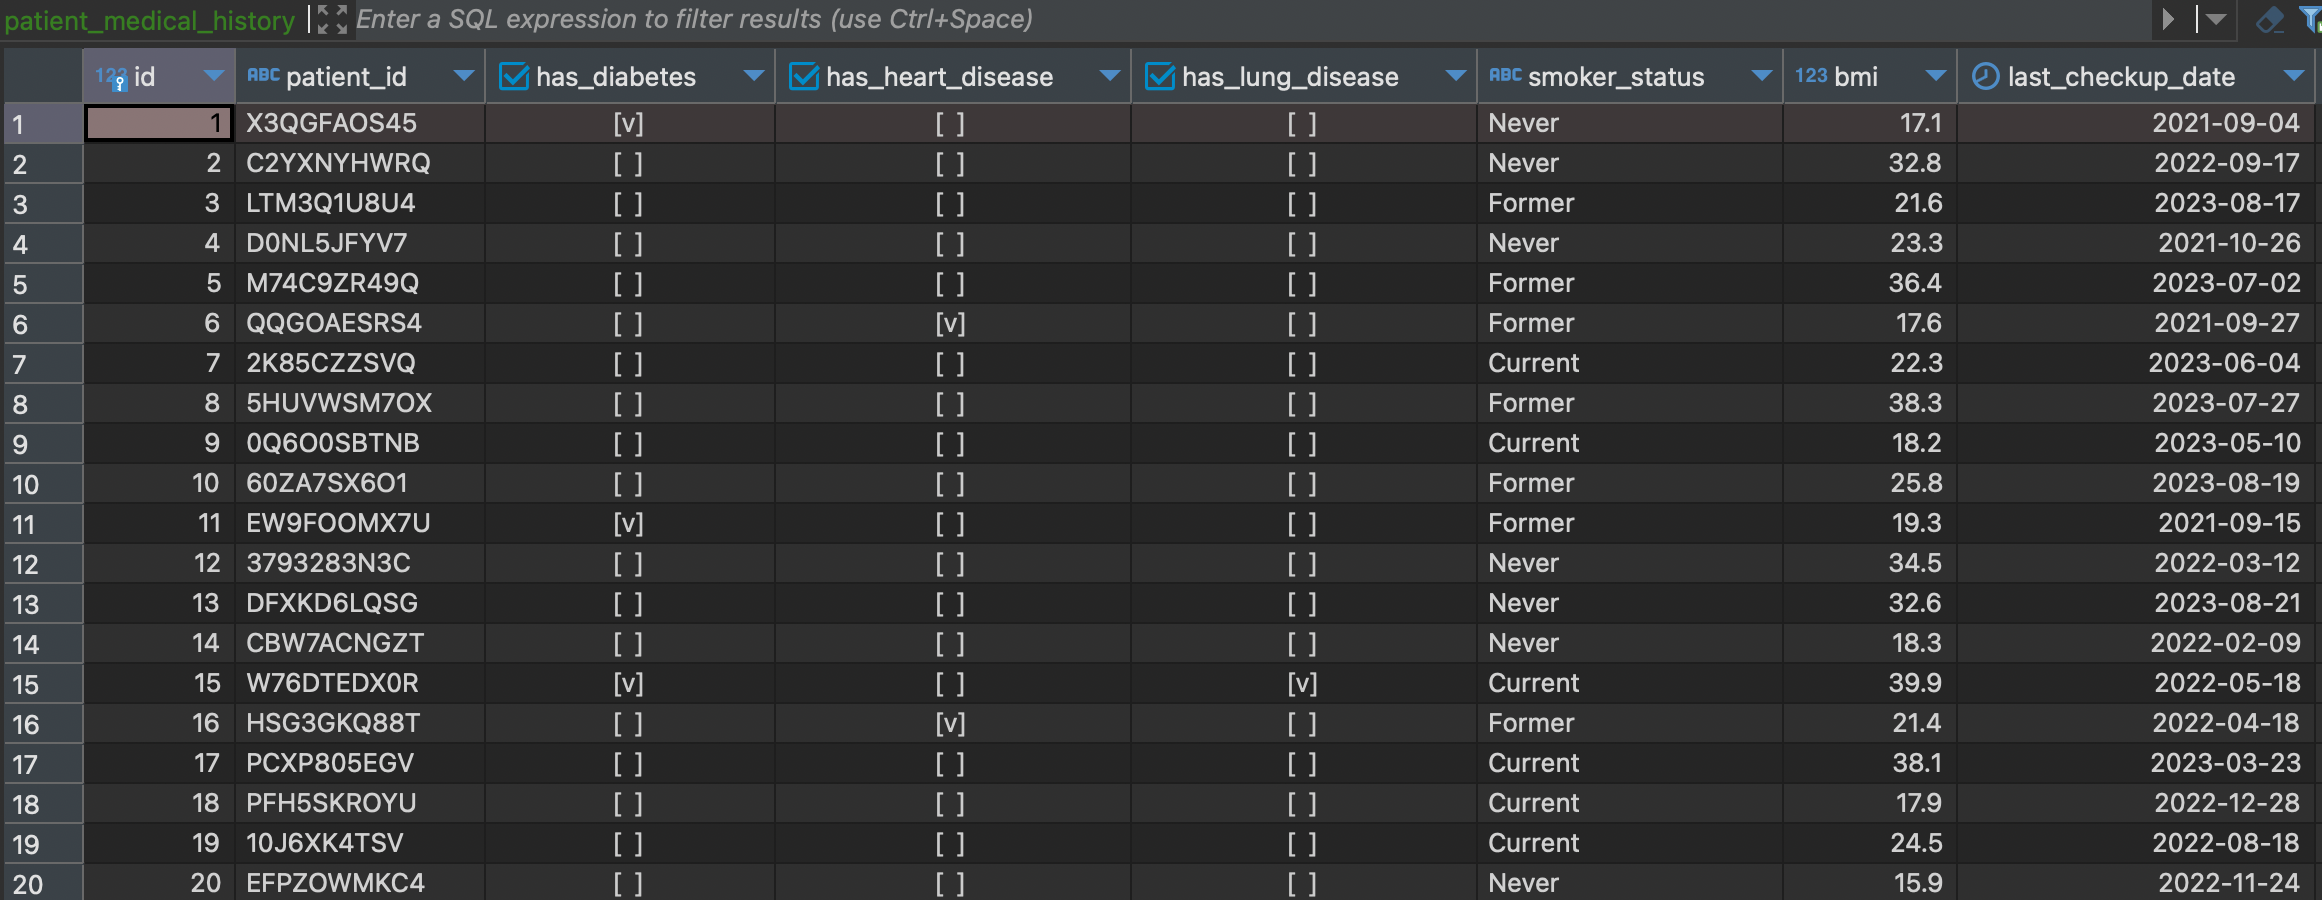 patient_medical_history Enter a SQL expression to filter results (use Ctrl+Space)
123 id ABC patient_id has_diabetes has_heart_disease has_lung_disease ABC smoker_status 123 bmi last_checkup_date
1 1 X3QGFAOS45 [v] [ ] [ ] Never 17.1 2021-09-04
2 2 C2YXNYHWRQ [ ] [ ] [ ] Never 32.8 2022-09-17
3 3 LTM3Q1U8U4 [ ] [ ] [ ] Former 21.6 2023-08-17
4 4 D0NL5JFYV7 [ ] [ ] [ ] Never 23.3 2021-10-26
5 5 M74C9ZR49Q [ ] [ ] [ ] Former 36.4 2023-07-02
6 6 QQGOAESRS4 [ ] [v] [ ] Former 17.6 2021-09-27
7 7 2K85CZZSVQ [ ] [ ] [ ] Current 22.3 2023-06-04
8 8 5HUVWSM7OX [ ] [ ] [ ] Former 38.3 2023-07-27
9 9 0Q6O0SBTNB [ ] [ ] [ ] Current 18.2 2023-05-10
10 10 60ZA7SX6O1 [ ] [ ] [ ] Former 25.8 2023-08-19
11 11 EW9FOOMX7U [v] [ ] [ ] Former 19.3 2021-09-15
12 12 3793283N3C [ ] [ ] [ ] Never 34.5 2022-03-12
13 13 DFXKD6LQSG [ ] [ ] [ ] Never 32.6 2023-08-21
14 14 CBW7ACNGZT [ ] [ ] [ ] Never 18.3 2022-02-09
15 15 W76DTEDX0R [v] [ ] [v] Current 39.9 2022-05-18
16 16 HSG3GKQ88T [ ] [v] [ ] Former 21.4 2022-04-18
17 17 PCXP805EGV [ ] [ ] [ ] Current 38.1 2023-03-23
18 18 PFH5SKROYU [ ] [ ] [ ] Current 17.9 2022-12-28
19 19 10J6XK4TSV [ ] [ ] [ ] Current 24.5 2022-08-18
20 20 EFPZOWMKC4 [ ] [ ] [ ] Never 15.9 2022-11-24